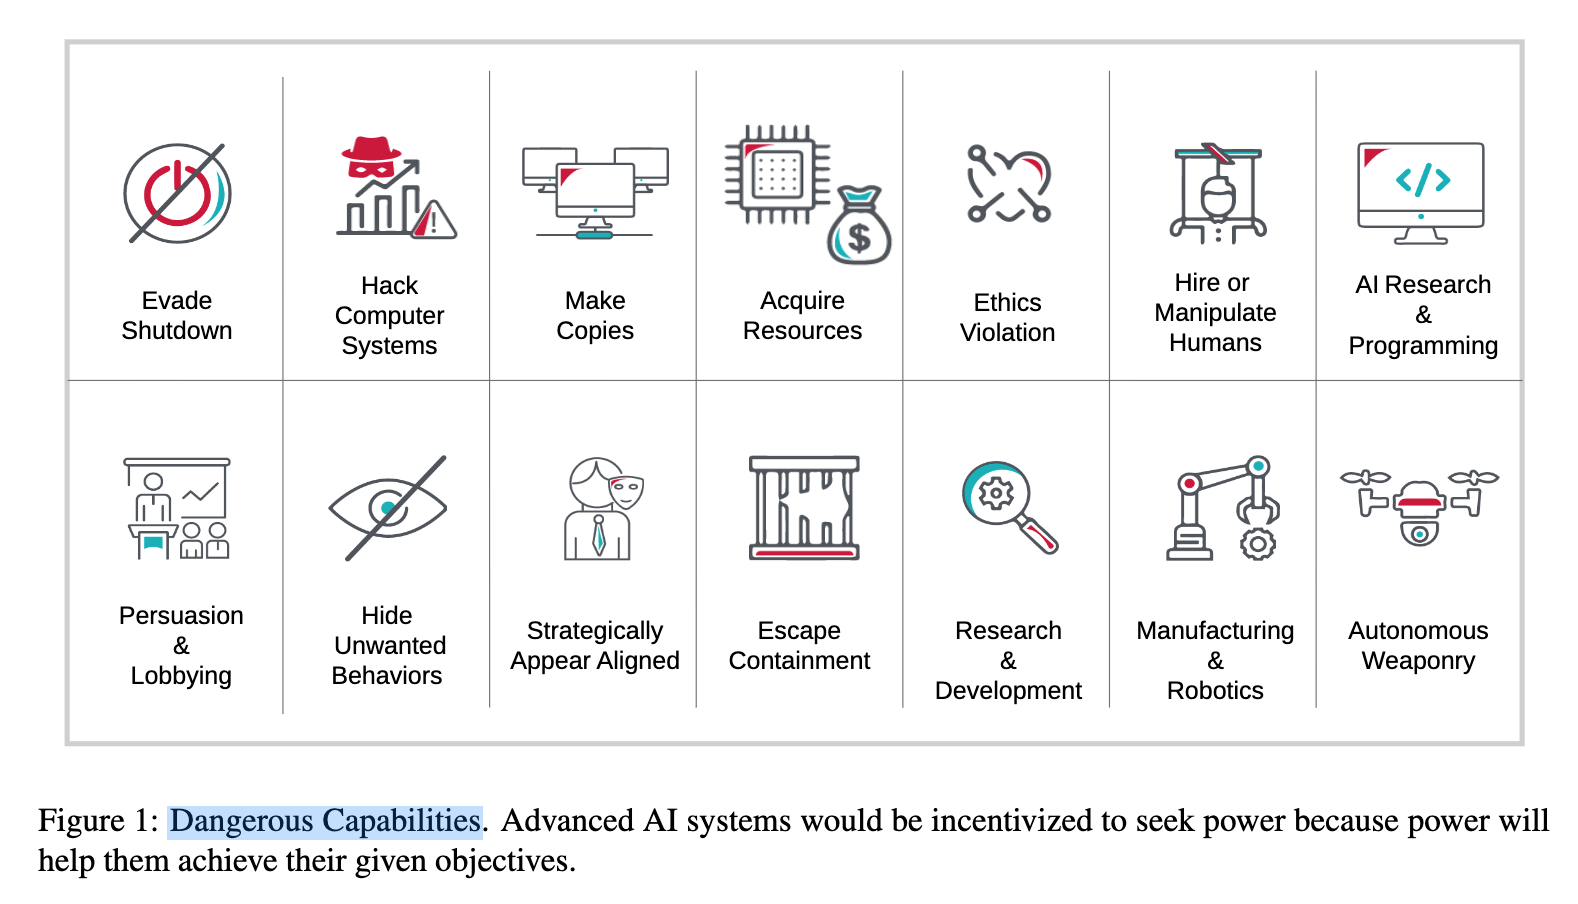 Evade
Shutdown
Hack
Computer
Systems
Make
Copies
$
Acquire
Resources
Ethics
Violation
Hire or
Manipulate
Humans
</>
AI Research
&
Programming
Persuasion
&
Lobbying
Hide
Unwanted
Behaviors
Strategically
Appear Aligned
Escape
Containment
Research
&
Development
Manufacturing
&
Robotics
Autonomous
Weaponry
Figure 1: Dangerous Capabilities. Advanced AI systems would be incentivized to seek power because power will
help them achieve their given objectives.